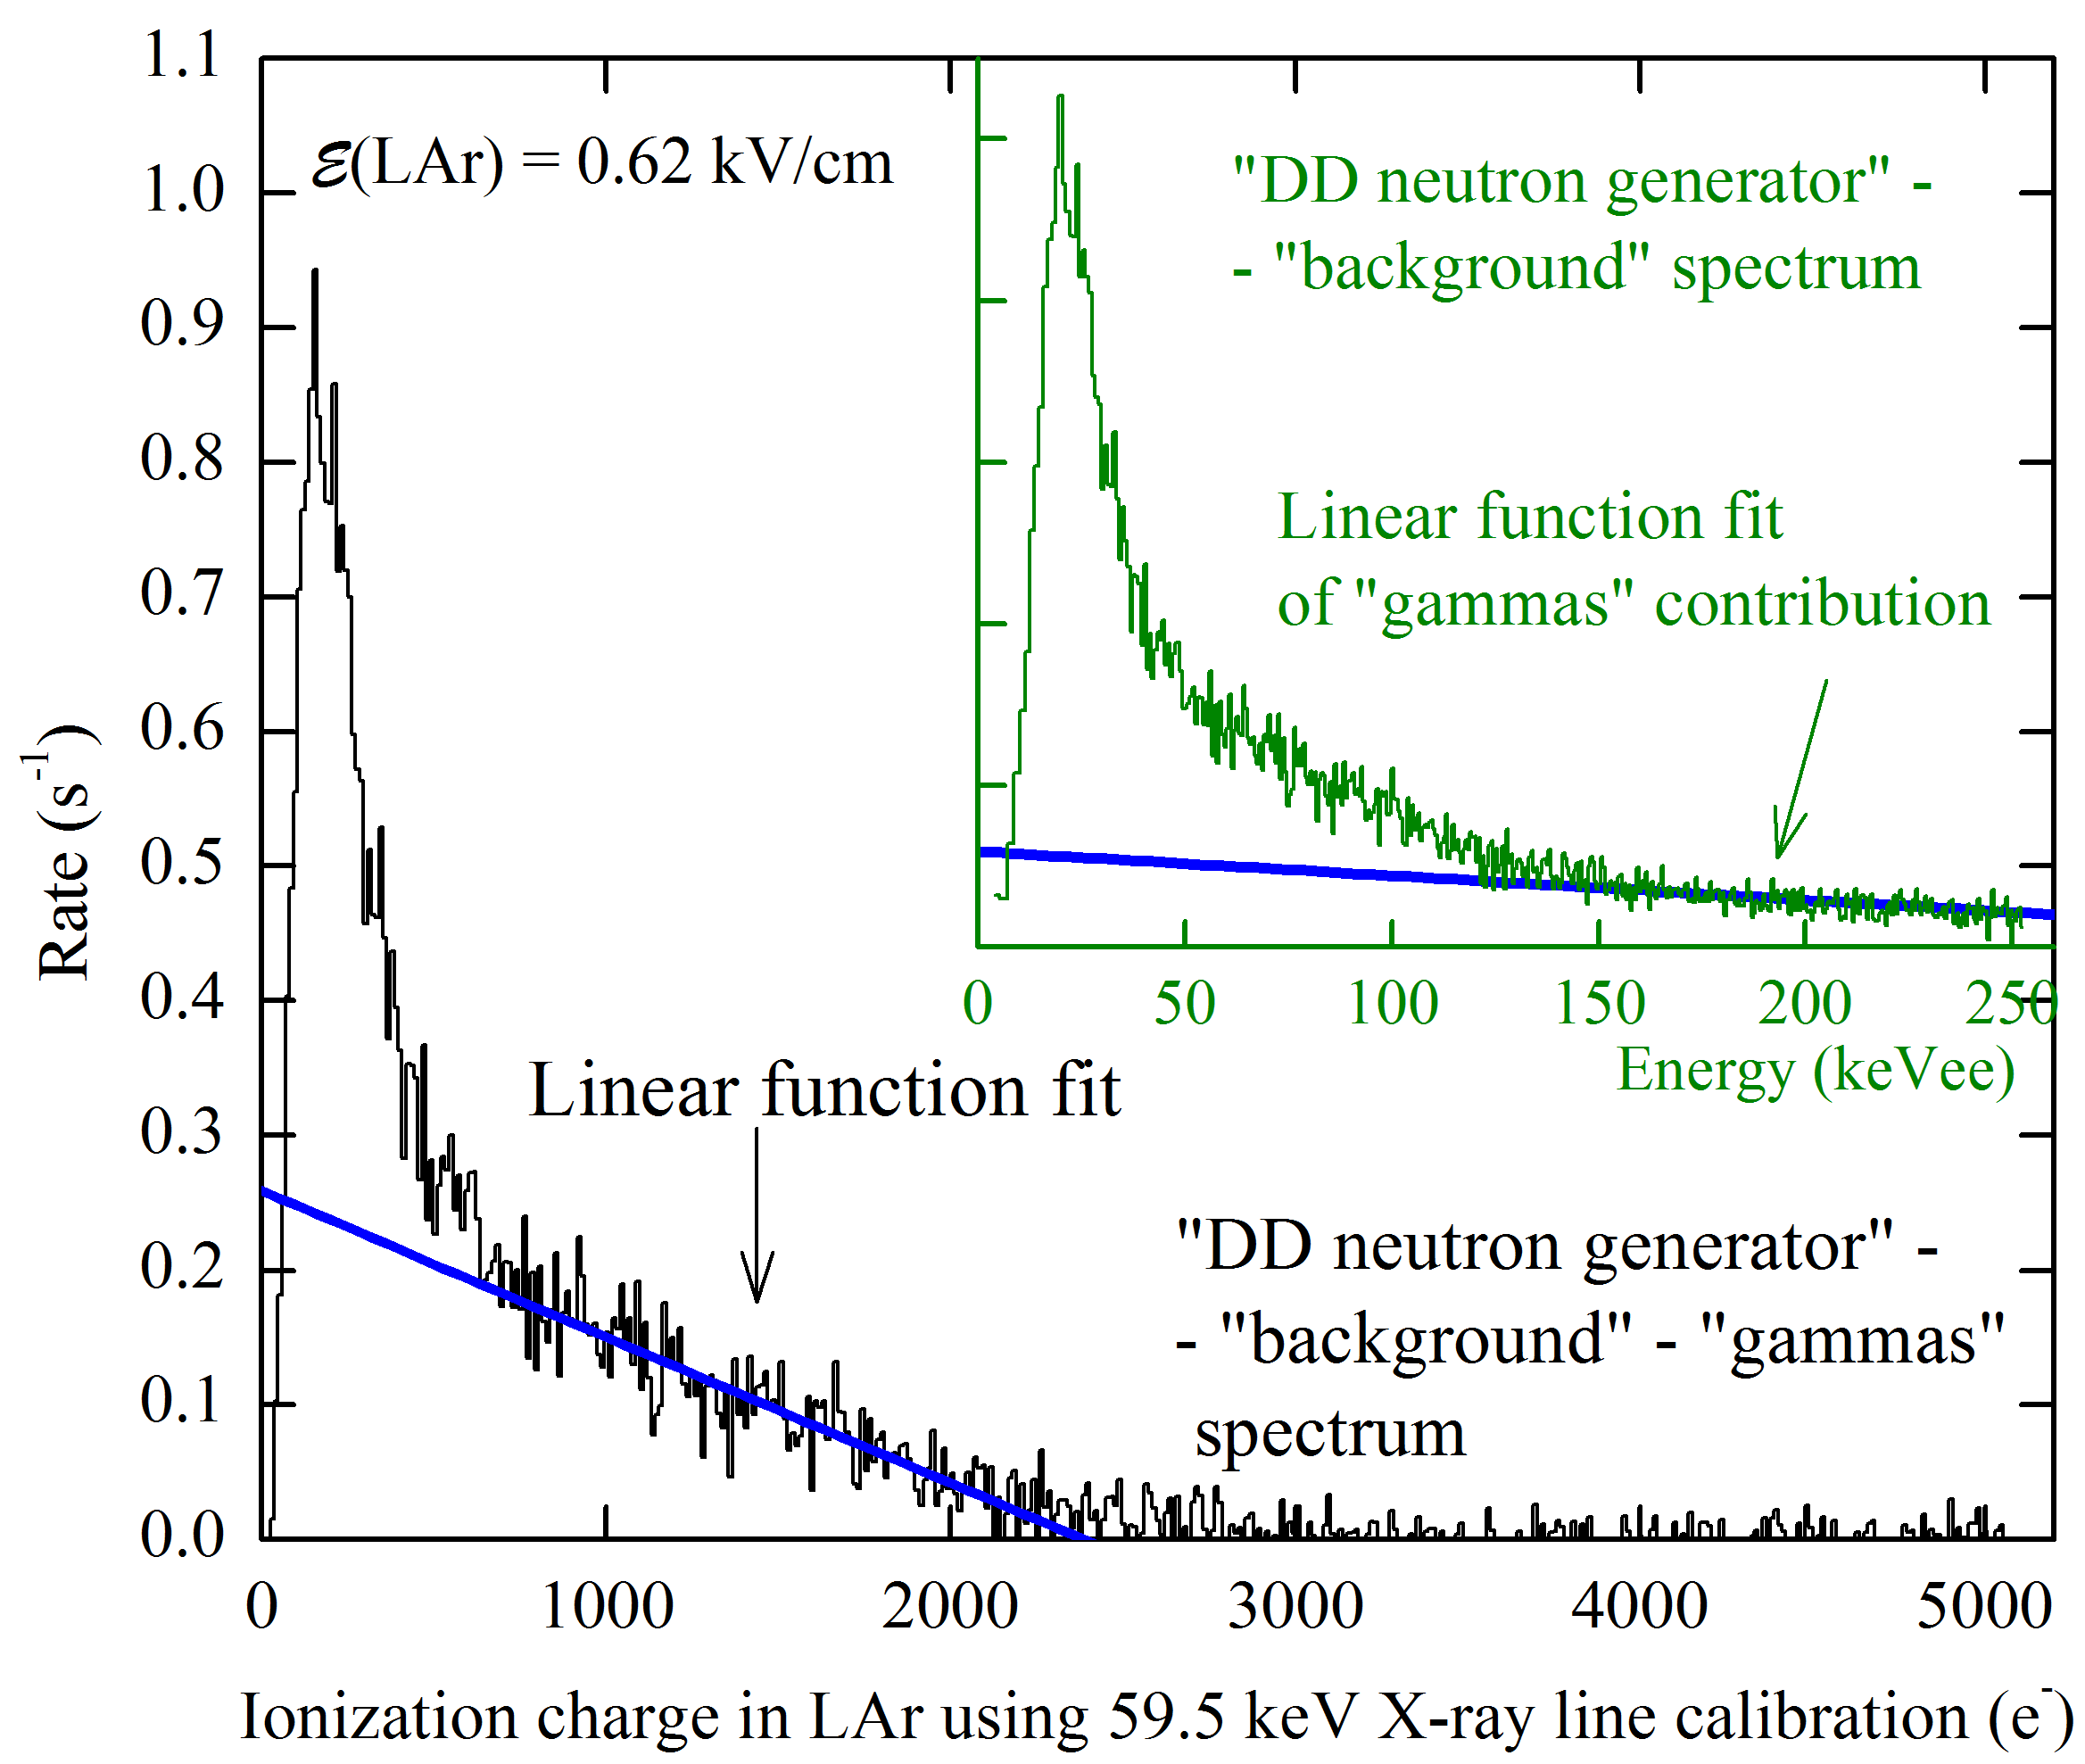 1.1
1.0
0.9
0.8
0.7
0.6
0.5
0.4
0.3
0.2
0.1
0.0
Rate (s⁻¹)
ℰ(LAr) = 0.62 kV/cm
"DD neutron generator" -
- "background" spectrum
Linear function fit
of "gammas" contribution
0 50 100 150 200 250
Energy (keVee)
Linear function fit
"DD neutron generator" -
- "background" - "gammas"
spectrum
0 1000 2000 3000 4000 5000
Ionization charge in LAr using 59.5 keV X-ray line calibration (e⁻)